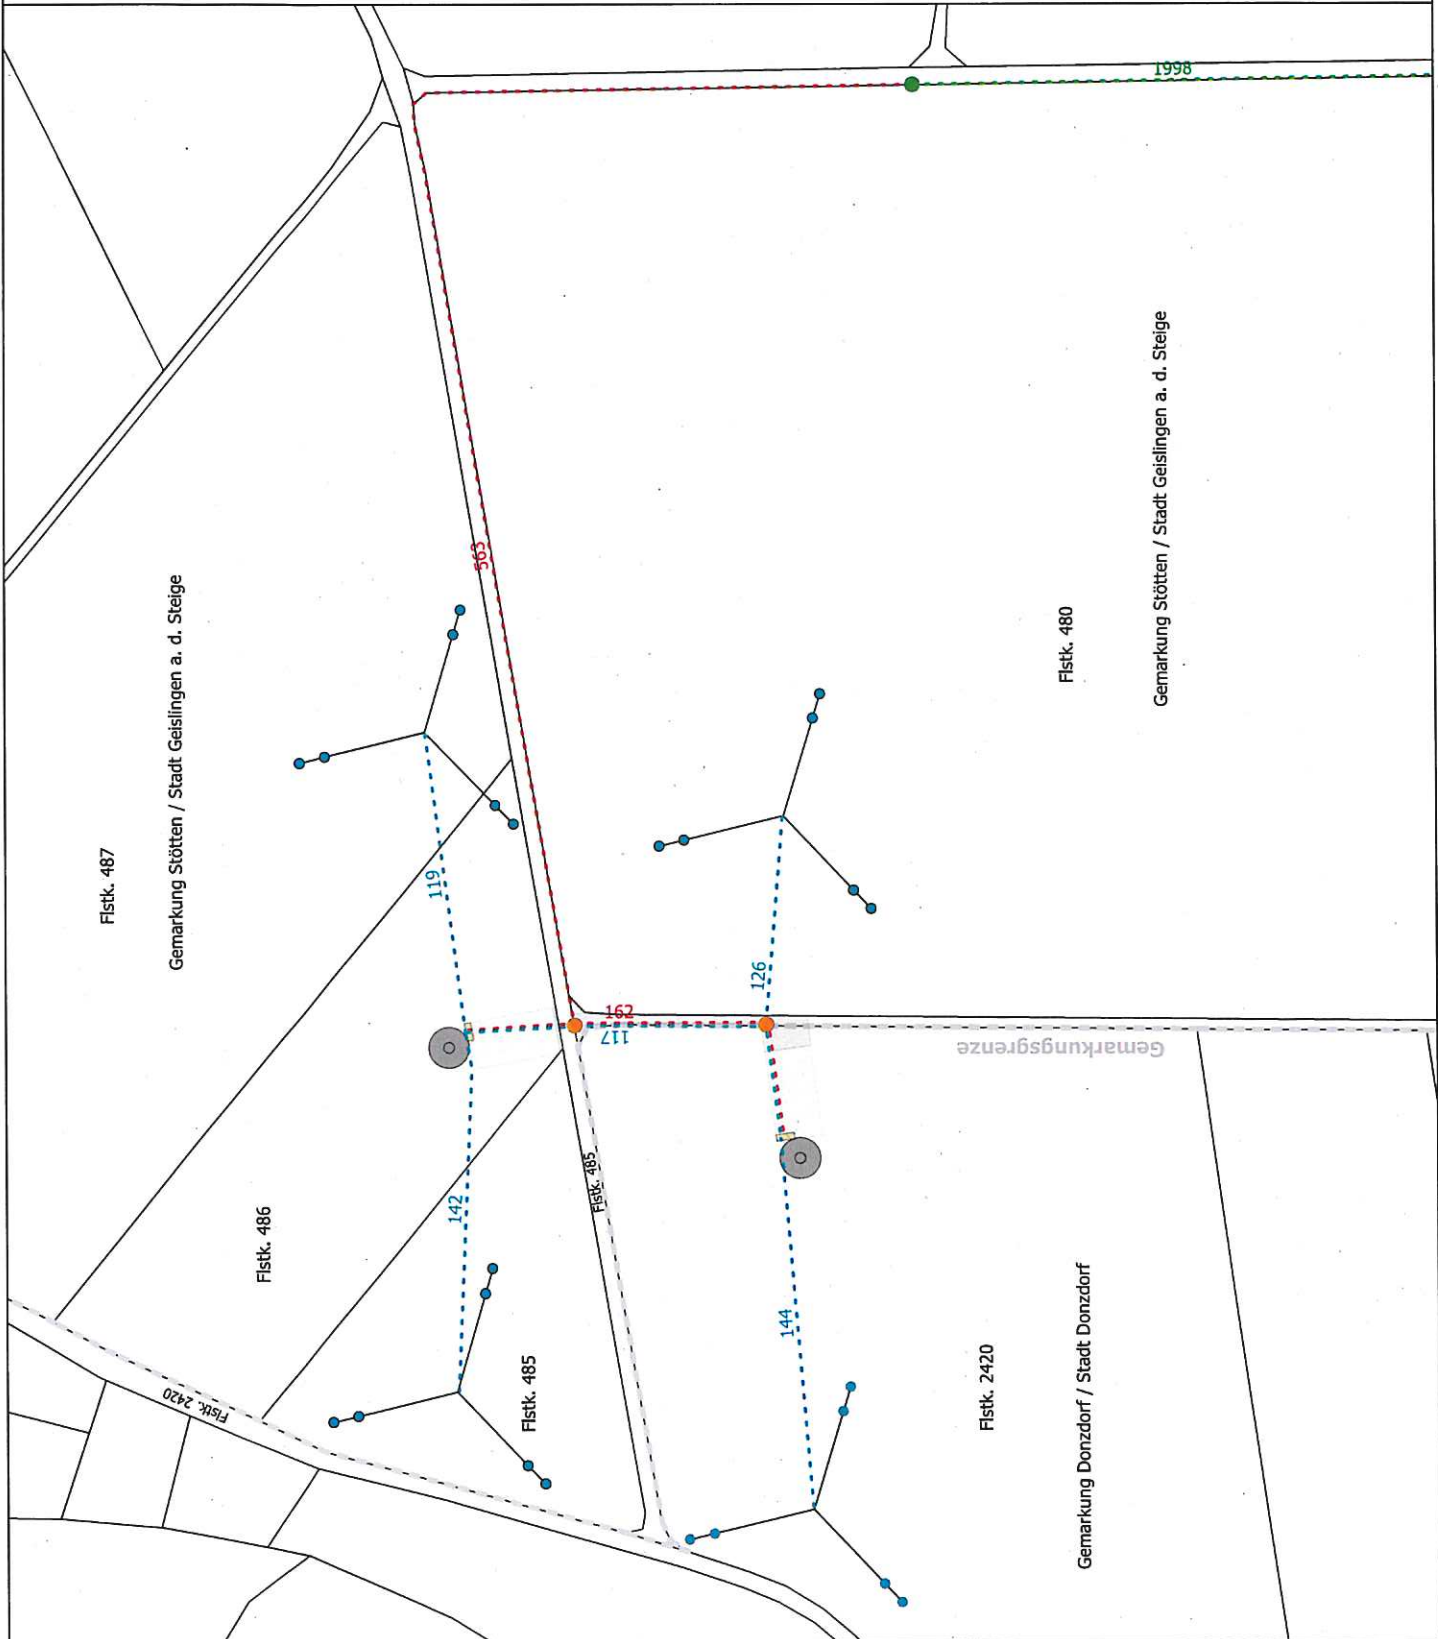 1998
563
Gemarkung Stötten / Stadt Geislingen a. d. Steige
Flstk. 487
Gemarkung Stötten / Stadt Geislingen a. d. Steige
Flstk. 480
119
126
162
117
Gemarkungsgrenze
Flstk. 485
142
Flstk. 486
144
Flstk. 2420
Flstk. 485
Flstk. 2420
Gemarkung Donzdorf / Stadt Donzdorf